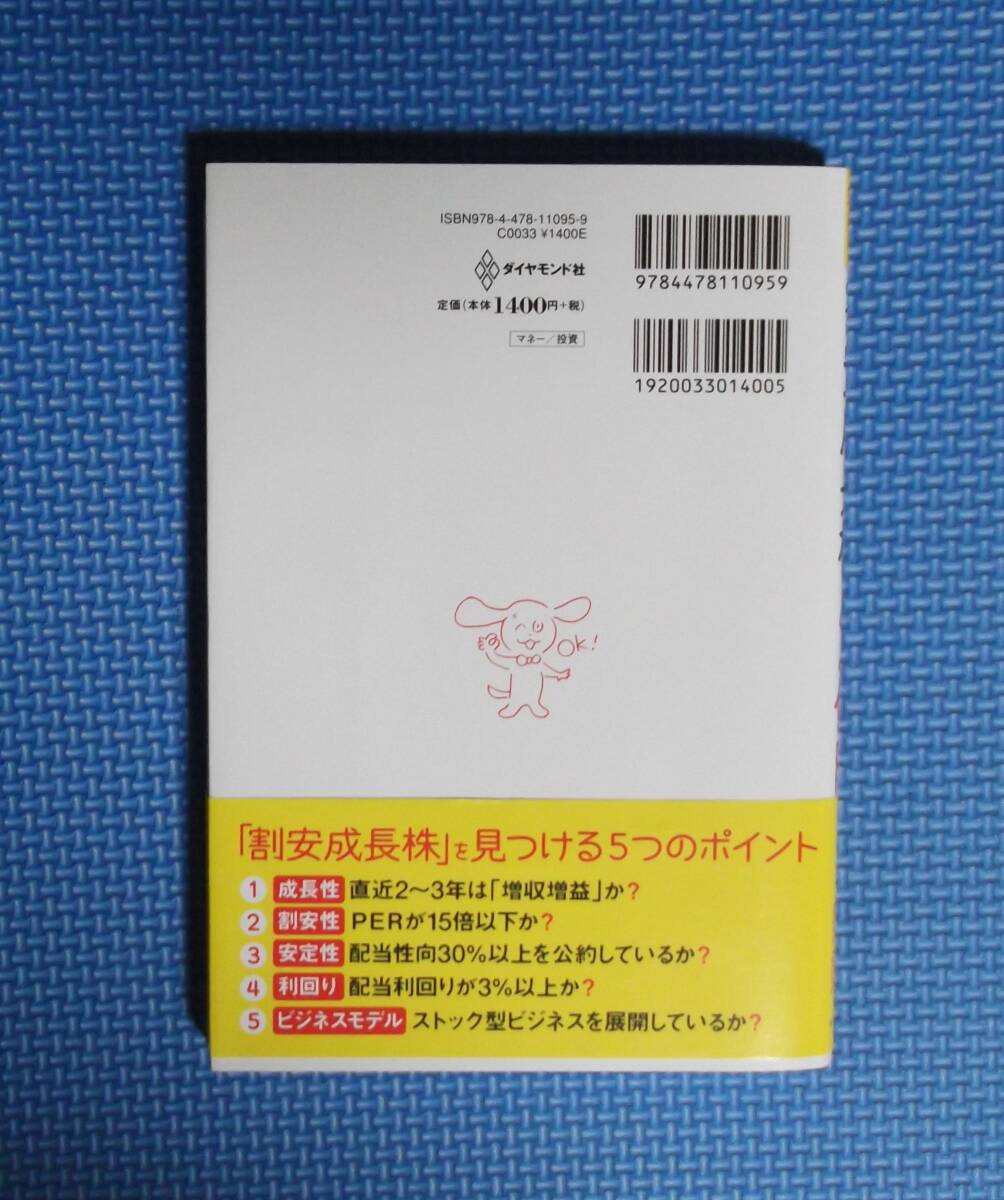 ISBN978-4-478-11095-9
C0033 ¥1400E
ダイヤモンド社
定価(本体1400円+税)
マネー/投資
9784478110959
1920033014005
OK!
「割安成長株」を見つける5つのポイント
1 成長性 直近2〜3年は「増収増益」か?
2 割安性 PERが15倍以下か?
3 安定性 配当性向30%以上を公約しているか?
4 利回り 配当利回りが3%以上か?
5 ビジネスモデル ストック型ビジネスを展開しているか?